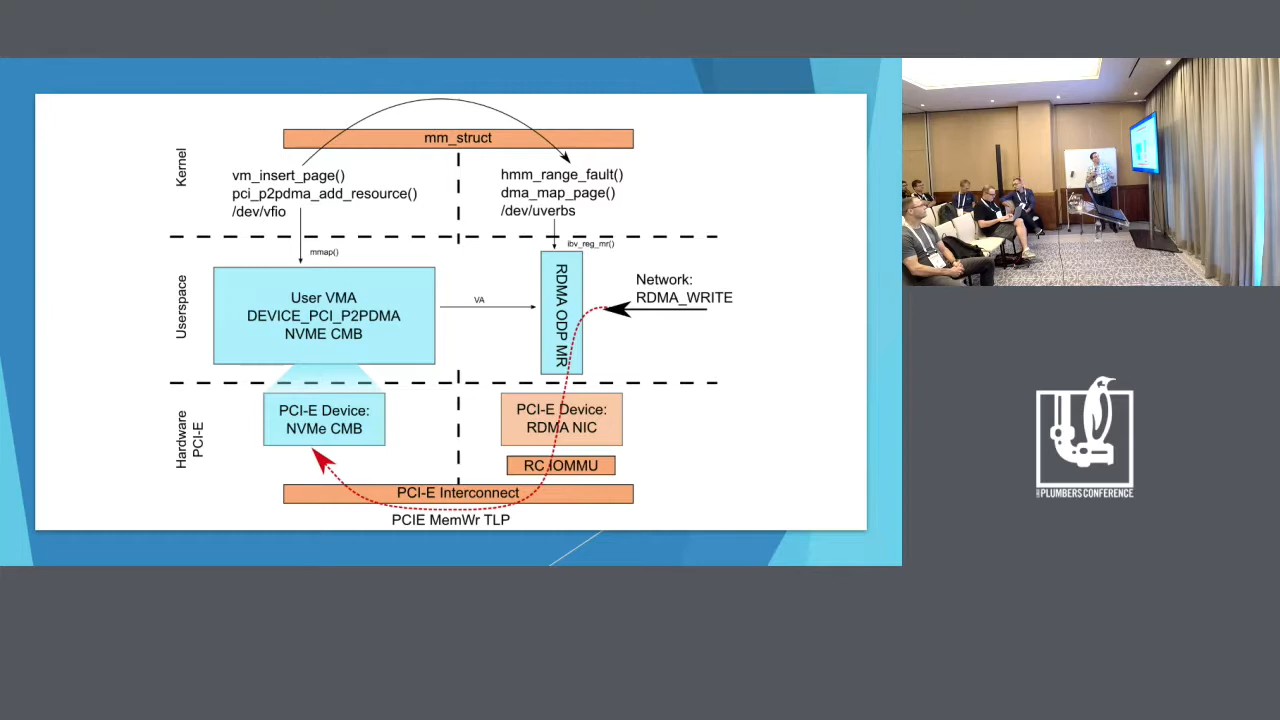 mm_struct
Kernel
vm_insert_page()
pci_p2pdma_add_resource()
/dev/vfio
hmm_range_fault()
dma_map_page()
/dev/uverbs
mmap()
ibv_reg_mr()
Userspace
User VMA
DEVICE_PCI_P2PDMA
NVME CMB
VA
RDMA ODP MR
Network:
RDMA_WRITE
Hardware
PCI-E
PCI-E Device:
NVMe CMB
PCI-E Device:
RDMA NIC
RC IOMMU
PCI-E Interconnect
PCIE MemWr TLP
PLUMBERS CONFERENCE